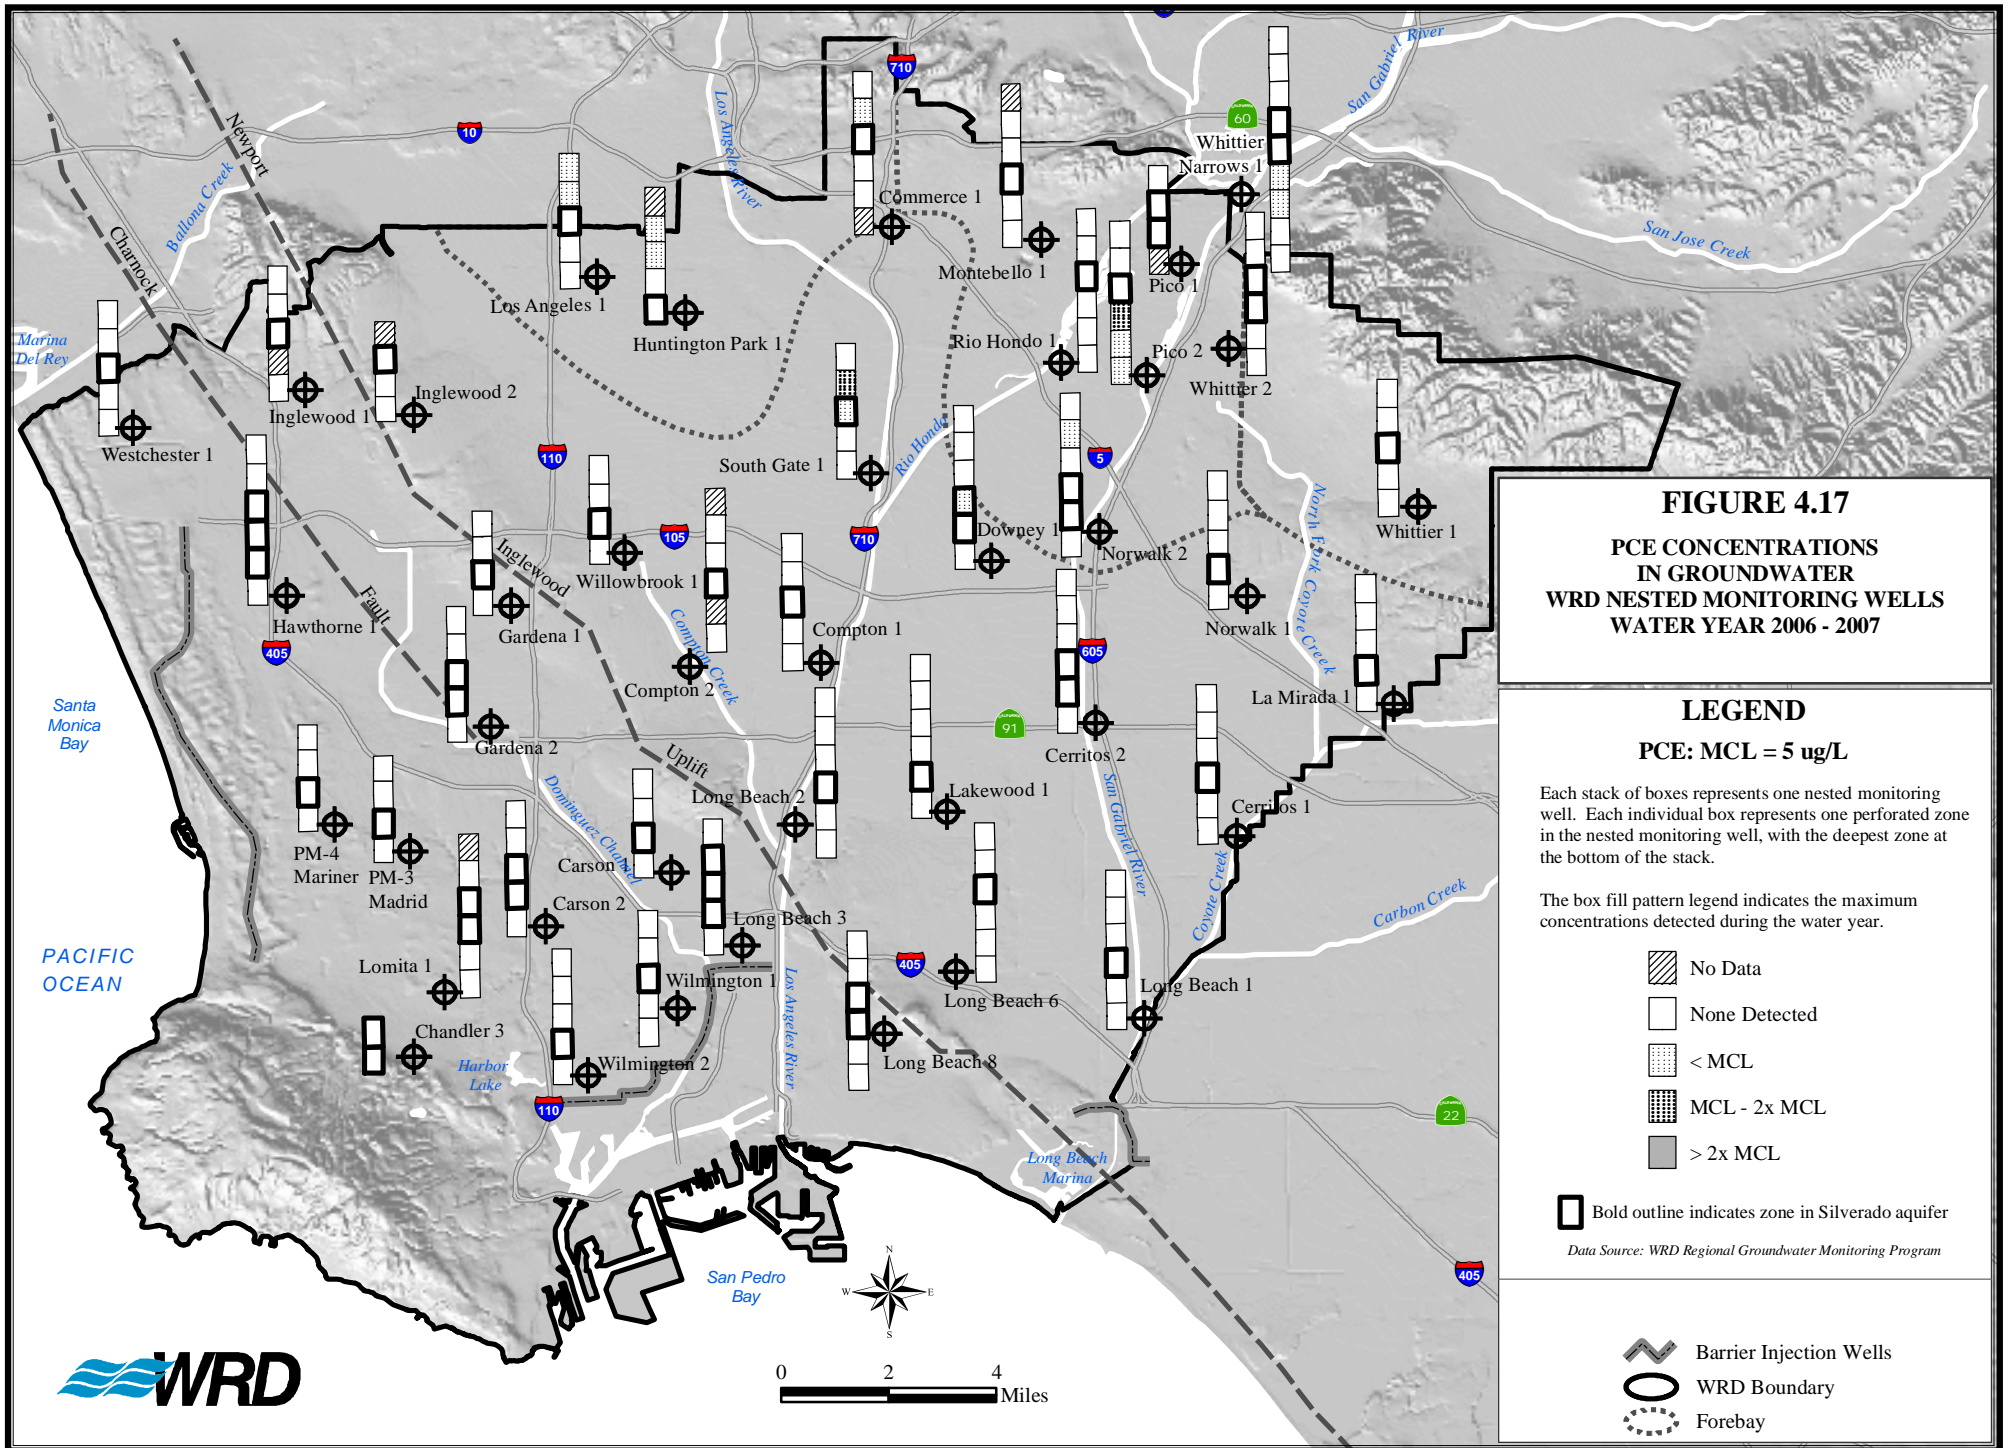 FIGURE 4.17
PCE CONCENTRATIONS
IN GROUNDWATER
WRD NESTED MONITORING WELLS
WATER YEAR 2006 - 2007
LEGEND
PCE: MCL = 5 ug/L
Each stack of boxes represents one nested monitoring
well. Each individual box represents one perforated zone
in the nested monitoring well, with the deepest zone at
the bottom of the stack.
The box fill pattern legend indicates the maximum
concentrations detected during the water year.
No Data
None Detected
< MCL
MCL - 2x MCL
> 2x MCL
Bold outline indicates zone in Silverado aquifer
Data Source: WRD Regional Groundwater Monitoring Program
Barrier Injection Wells
WRD Boundary
Forebay
San Gabriel River
710
CALIFORNIA
60
10
Los Angeles River
Newport
Whittier
Narrows 1
Ballona Creek
Charnock
Commerce 1
San Jose Creek
Montebello 1
Pico 1
Los Angeles 1
Huntington Park 1
Marina
Del Rey
Rio Hondo 1
Pico 2
Whittier 2
Inglewood 2
Inglewood 1
Westchester 1
Rio Hondo
110
South Gate 1
5
Whittier 1
North Fork Coyote Creek
105
710
Downey 1
Norwalk 2
Inglewood
Willowbrook 1
Fault
Hawthorne 1
Gardena 1
Compton Creek
Compton 1
Norwalk 1
405
605
Compton 2
La Mirada 1
Santa
Monica
Bay
Gardena 2
CALIFORNIA
91
Cerritos 2
Uplift
Dominguez Channel
Long Beach 2
Lakewood 1
San Gabriel River
Cerritos 1
PM-4
Mariner
PM-3
Madrid
Carson 1
Carson 2
Long Beach 3
Coyote Creek
Carbon Creek
PACIFIC
OCEAN
Lomita 1
405
Wilmington 1
Los Angeles River
Long Beach 6
Long Beach 1
Chandler 3
Harbor
Lake
Wilmington 2
Long Beach 8
110
CALIFORNIA
22
Long Beach
Marina
405
San Pedro
Bay
N
W
E
S
WRD
0 2 4
Miles